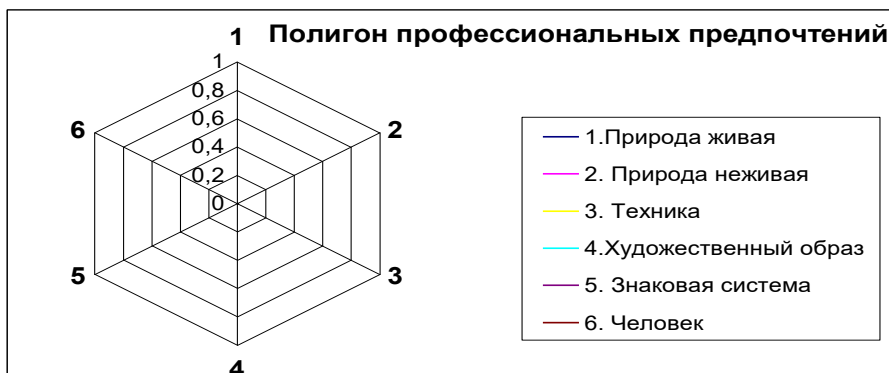 Полигон профессиональных предпочтений
1
1
0,8
0,6
0,4
0,2
0
6
2
5
3
4
1.Природа живая
2. Природа неживая
3. Техника
4.Художественный образ
5. Знаковая система
6. Человек